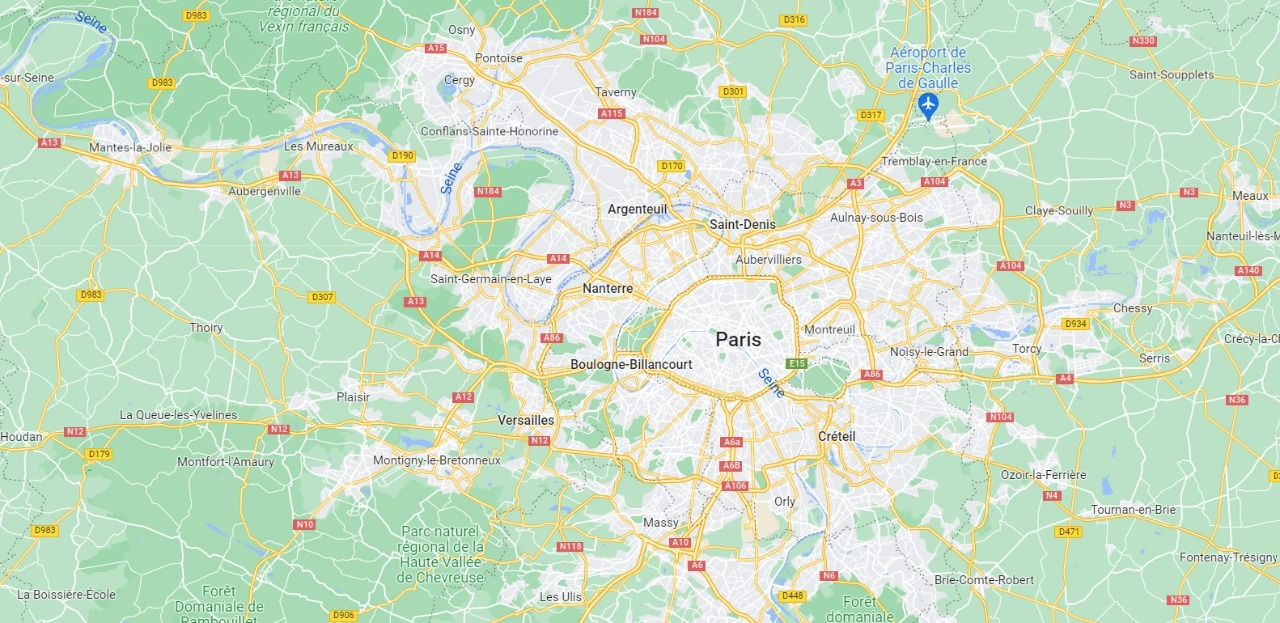 Seine
D983
régional du
Vexin français
Osny
N184
N104
D316
N330
A15
Pontoise
Aéroport de
Paris-Charles
de Gaulle
-sur-Seine
D983
Cergy
Taverny
D301
Saint-Soupplets
A115
D317
A13
Mantes-la-Jolie
Les Mureaux
Conflans-Sainte-Honorine
D190
D170
Tremblay-en-France
A13
Aubergenville
Seine
N184
A3
A104
N3
N3
Meaux
Argenteuil
Saint-Denis
Aulnay-sous-Bois
Claye-Souilly
Nanteuil-lès-M
A14
A14
Aubervilliers
A104
A140
Saint-Germain-en-Laye
Nanterre
D983
D307
A13
Chessy
Thoiry
A86
Paris
Montreuil
D934
Crécy-la-C
Boulogne-Billancourt
E15
Noisy-le-Grand
Torcy
Serris
Seine
A86
A4
Plaisir
A12
N36
La Queue-les-Yvelines
Versailles
N104
Houdan
N12
N12
N12
A6a
Créteil
D179
Montfort-l'Amaury
Montigny-le-Bretonneux
A6B
Ozoir-la-Ferrière
A106
N4
Orly
Tournan-en-Brie
D983
N10
Massy
D471
Parc naturel
régional de la
Haute Vallée
de Chevreuse
N118
A10
A6
Fontenay-Trésigny
N6
Brie-Comte-Robert
La Boissière-École
Forêt
Domaniale de
Rambouillet
D906
Les Ulis
D448
Forêt
domaniale
N36